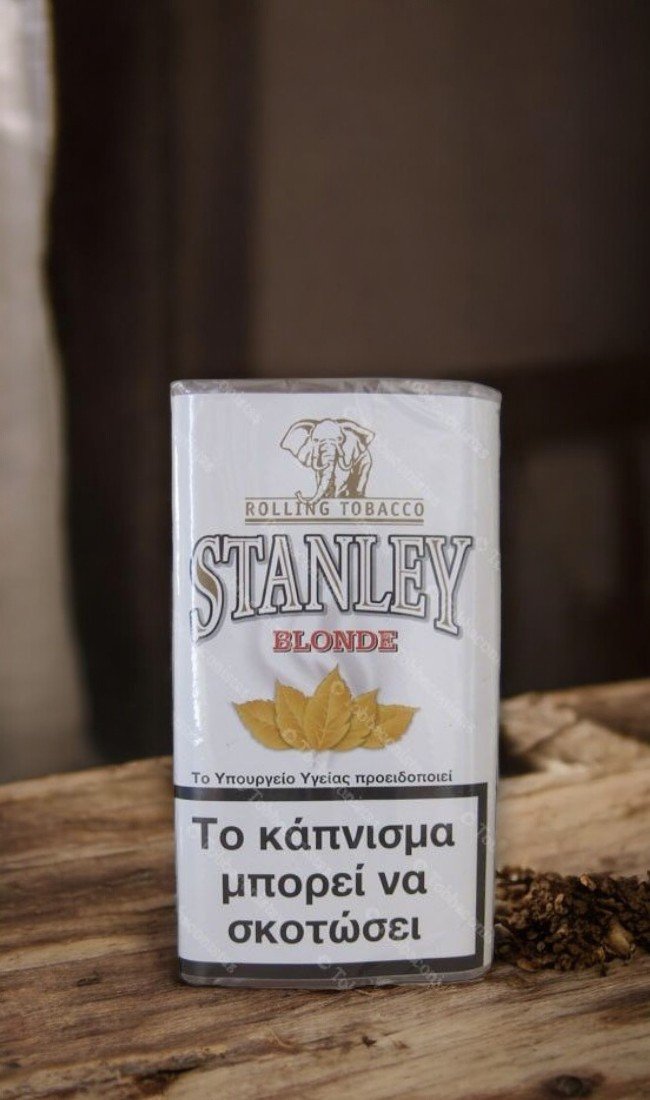 ROLLING TOBACCO
STANLEY
BLONDE
Το Υπουργείο Υγείας προειδοποιεί
Το κάπνισμα
μπορεί να
σκοτώσει